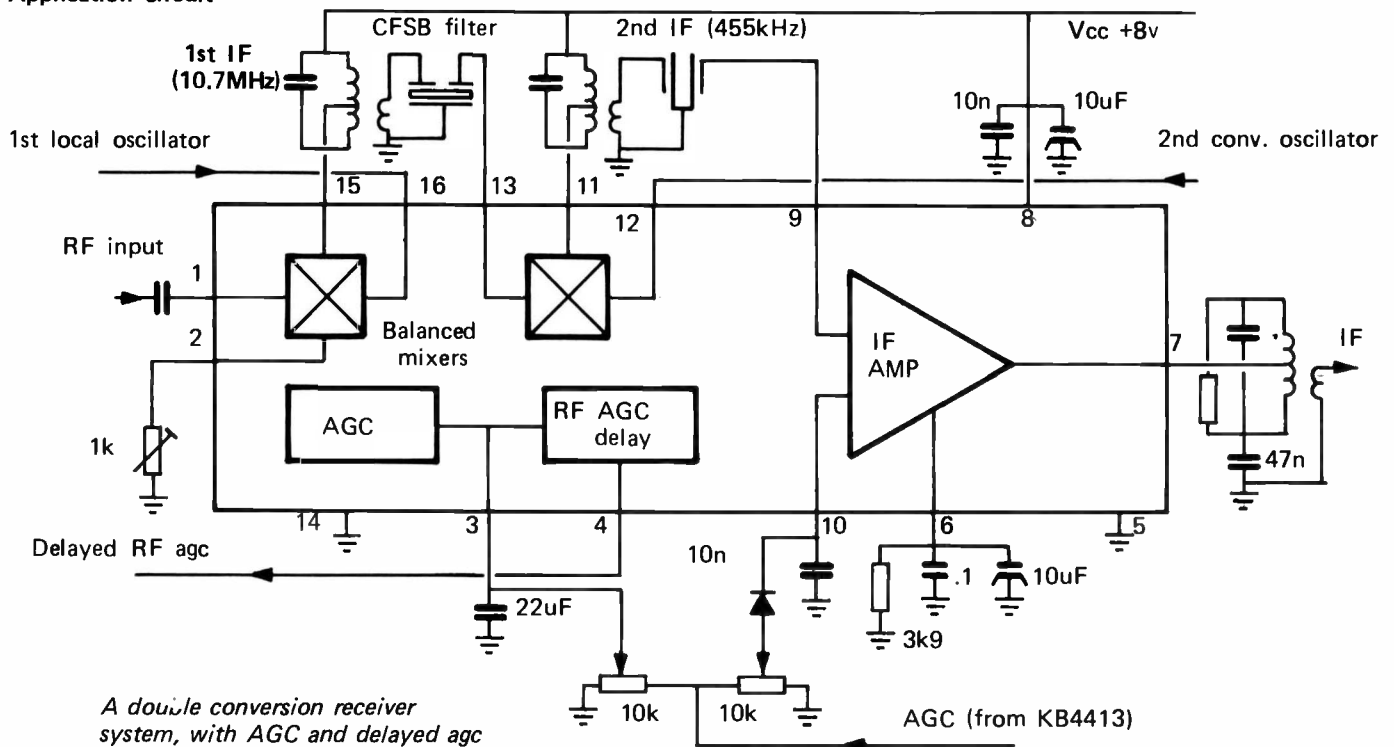 Application circuit
CFSB filter
2nd IF (455kHz)
Vcc +8v
1st IF
(10.7MHz)
10n
10uF
1st local oscillator
2nd conv. oscillator
15
16
13
11
12
9
8
RF input
1
2
Balanced
mixers
IF
AMP
7
IF
1k
AGC
RF AGC
delay
47n
14
3
4
10
6
5
Delayed RF agc
10n
22uF
.1
10uF
3k9
10k
10k
A double conversion receiver
system, with AGC and delayed agc
AGC (from KB4413)